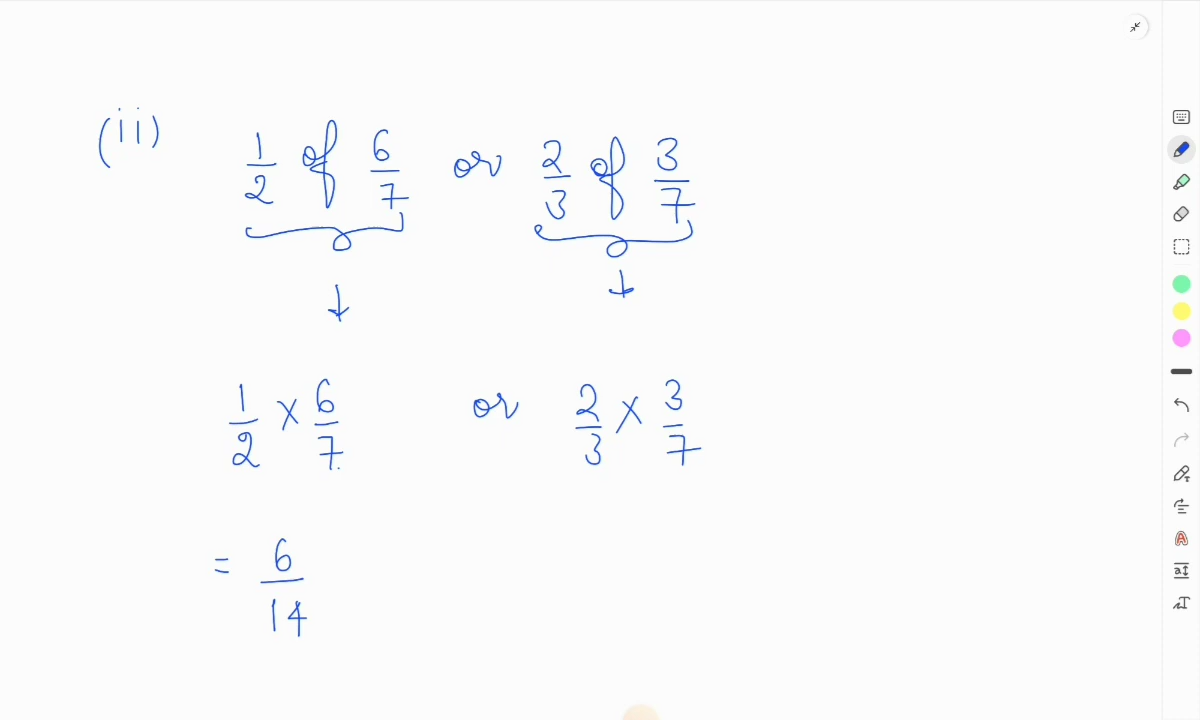 (ii) 1/2 of 6/7 or 2/3 of 3/7
1/2 × 6/7 or 2/3 × 3/7
= 6/14